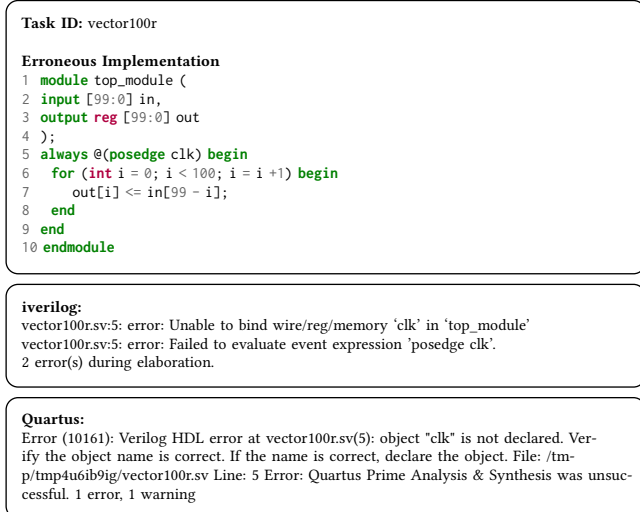 Task ID: vector100r
Erroneous Implementation
1 module top_module (
2 input [99:0] in,
3 output reg [99:0] out
4 );
5 always @(posedge clk) begin
6 for (int i = 0; i < 100; i = i +1) begin
7 out[i] <= in[99 - i];
8 end
9 end
10 endmodule
iverilog:
vector100r.sv:5: error: Unable to bind wire/reg/memory ‘clk’ in ‘top_module’
vector100r.sv:5: error: Failed to evaluate event expression ’posedge clk’.
2 error(s) during elaboration.
Quartus:
Error (10161): Verilog HDL error at vector100r.sv(5): object "clk" is not declared. Ver-
ify the object name is correct. If the name is correct, declare the object. File: /tm-
p/tmp4u6ib9ig/vector100r.sv Line: 5 Error: Quartus Prime Analysis & Synthesis was unsuc-
cessful. 1 error, 1 warning